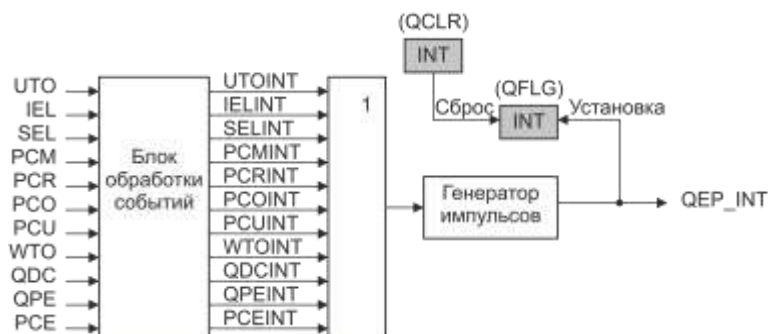 (QCLR)
INT
(QFLG)
Сброс
INT
Установка
UTO
IEL
SEL
PCM
PCR
PCO
PCU
WTO
QDC
QPE
PCE
Блок
обработки
событий
UTOINT
IELINT
SELINT
PCMINT
PCRINT
PCOINT
PCUINT
WTOINT
QDCINT
QPEINT
PCEINT
1
Генератор
импульсов
QEP_INT